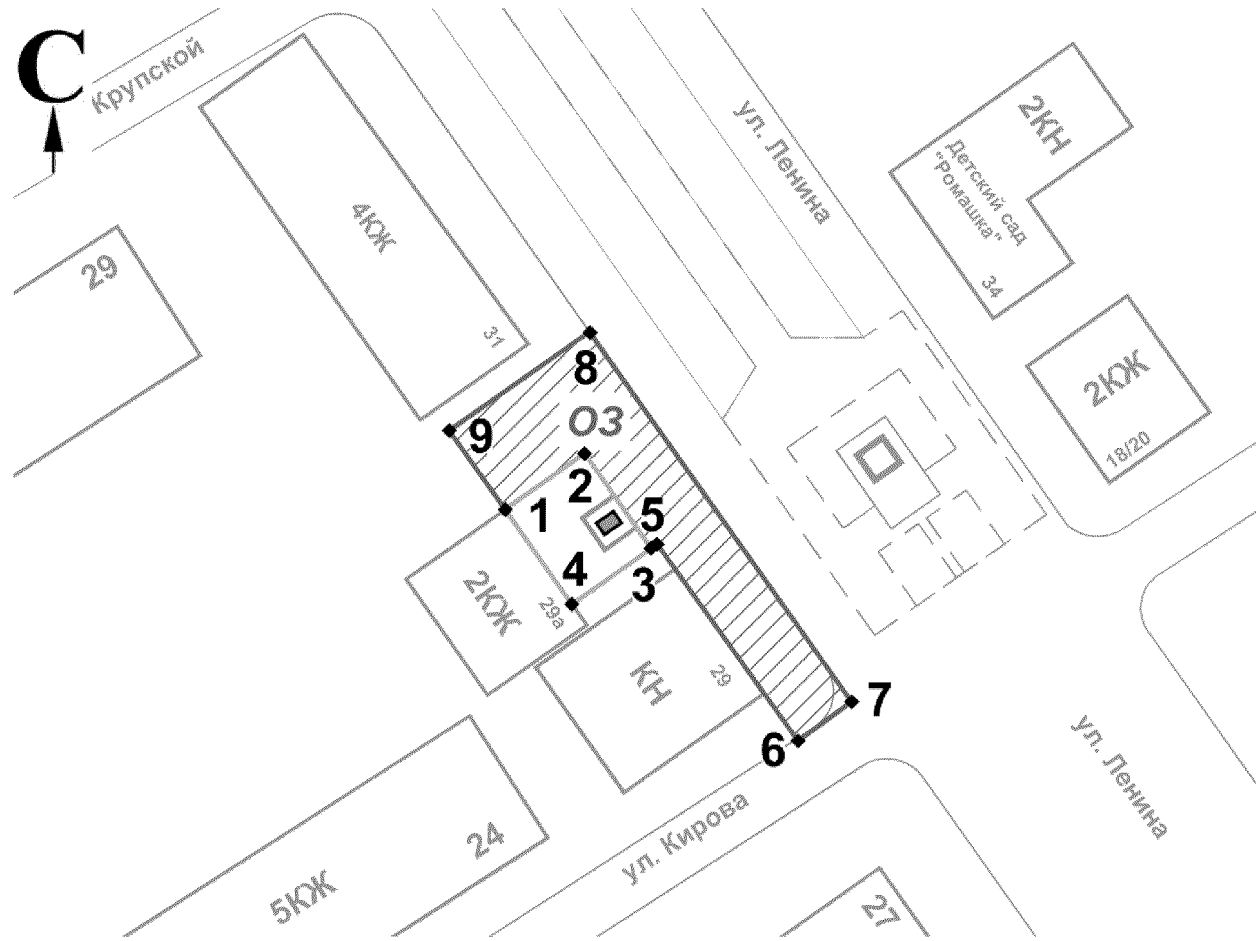 С
Крупской
ул. Ленина
2КН
Детский сад
"Ромашка"
34
29
4КЖ
31
8
ОЗ
9
2КЖ
18/20
2
1
5
4
3
2КЖ
29а
КН
29
7
6
ул. Ленина
ул. Кирова
24
5КЖ
27